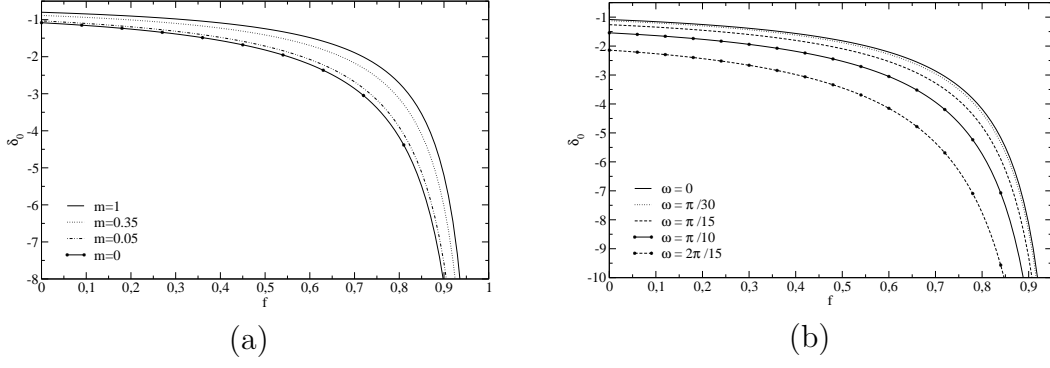 -1
-2
-3
-4
-5
-6
-7
-8
δ₀
m=1
m=0.35
m=0.05
m=0
0 0,1 0,2 0,3 0,4 0,5 0,6 0,7 0,8 0,9 1
f
(a)
-1
-2
-3
-4
-5
-6
-7
-8
-9
-10
δ₀
ω = 0
ω = π /30
ω = π /15
ω = π /10
ω = 2π /15
0 0,1 0,2 0,3 0,4 0,5 0,6 0,7 0,8 0,9
f
(b)